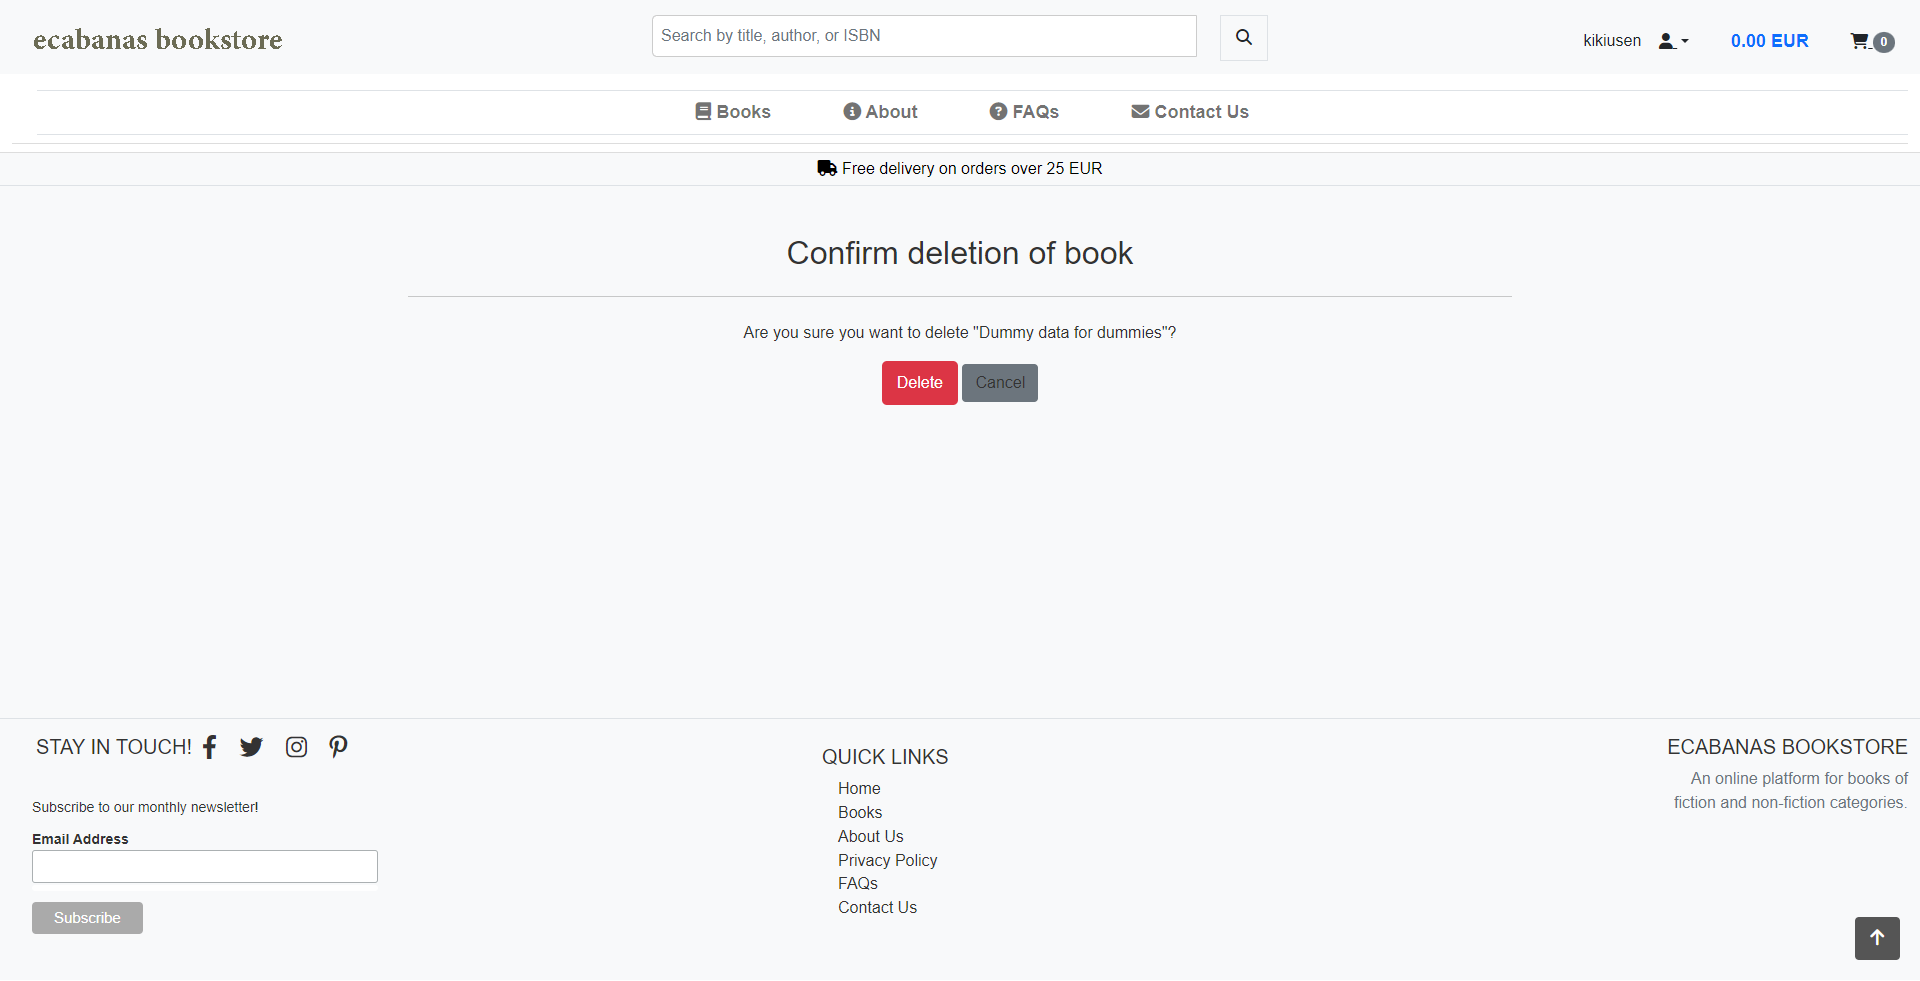 ecabanas bookstore
Search by title, author, or ISBN
kikiusen
0.00 EUR
0
Books
About
FAQs
Contact Us
Free delivery on orders over 25 EUR
Confirm deletion of book
Are you sure you want to delete "Dummy data for dummies"?
Delete
Cancel
STAY IN TOUCH!
Subscribe to our monthly newsletter!
Email Address
Subscribe
QUICK LINKS
Home
Books
About Us
Privacy Policy
FAQs
Contact Us
ECABANAS BOOKSTORE
An online platform for books of
fiction and non-fiction categories.